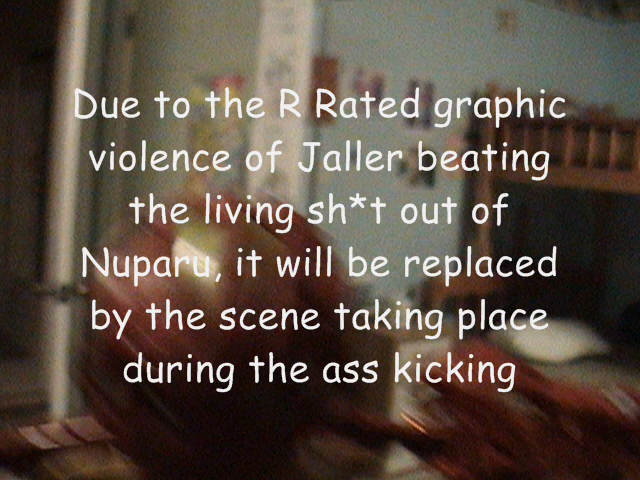 Due to the R Rated graphic
violence of Jaller beating
the living sh*t out of
Nuparu, it will be replaced
by the scene taking place
during the ass kicking